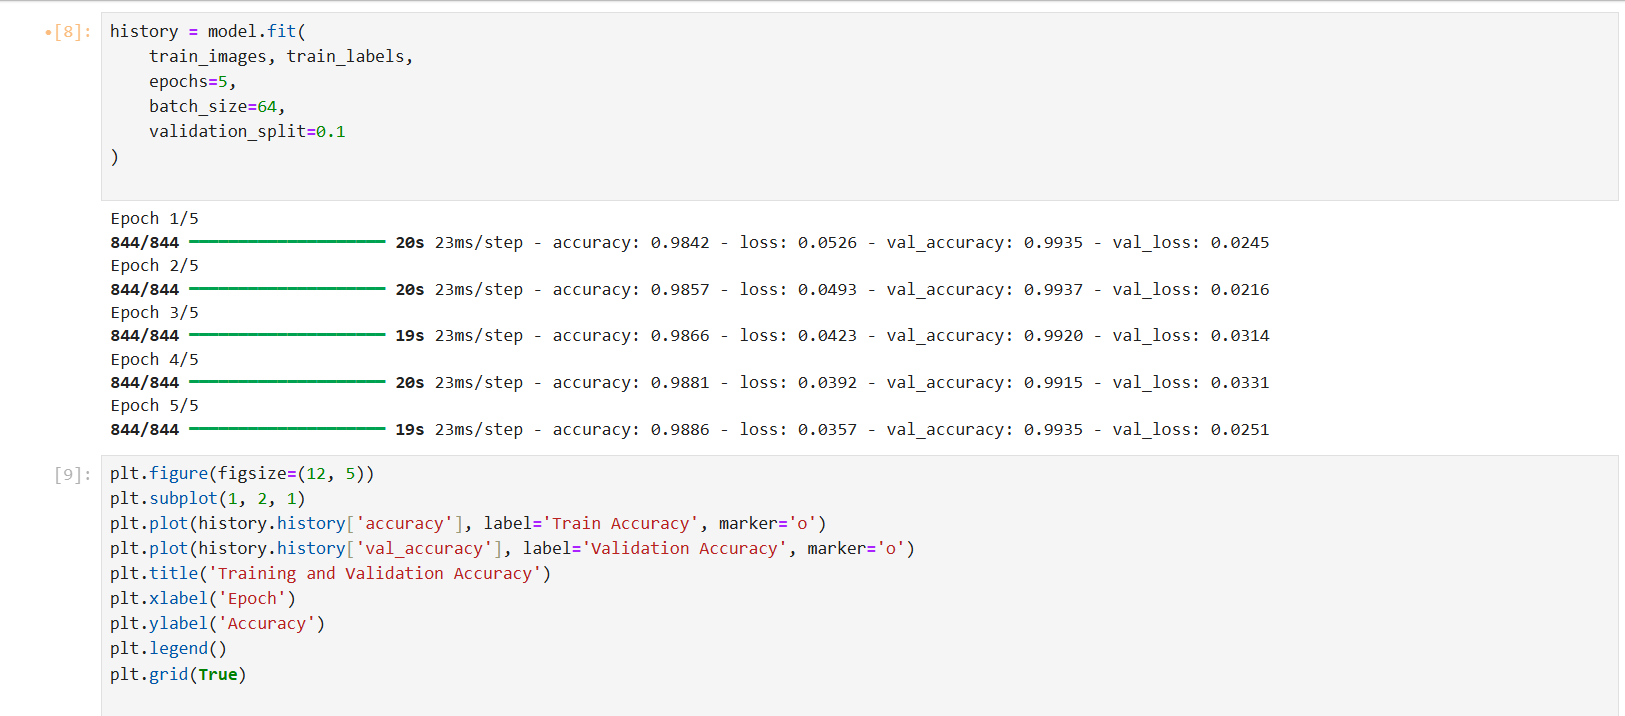 [8]: history = model.fit(
    train_images, train_labels,
    epochs=5,
    batch_size=64,
    validation_split=0.1
)
Epoch 1/5
844/844 ━━━━━━━━━━━━━━━━━━━━ 20s 23ms/step - accuracy: 0.9842 - loss: 0.0526 - val_accuracy: 0.9935 - val_loss: 0.0245
Epoch 2/5
844/844 ━━━━━━━━━━━━━━━━━━━━ 20s 23ms/step - accuracy: 0.9857 - loss: 0.0493 - val_accuracy: 0.9937 - val_loss: 0.0216
Epoch 3/5
844/844 ━━━━━━━━━━━━━━━━━━━━ 19s 23ms/step - accuracy: 0.9866 - loss: 0.0423 - val_accuracy: 0.9920 - val_loss: 0.0314
Epoch 4/5
844/844 ━━━━━━━━━━━━━━━━━━━━ 20s 23ms/step - accuracy: 0.9881 - loss: 0.0392 - val_accuracy: 0.9915 - val_loss: 0.0331
Epoch 5/5
844/844 ━━━━━━━━━━━━━━━━━━━━ 19s 23ms/step - accuracy: 0.9886 - loss: 0.0357 - val_accuracy: 0.9935 - val_loss: 0.0251
[9]: plt.figure(figsize=(12, 5))
plt.subplot(1, 2, 1)
plt.plot(history.history['accuracy'], label='Train Accuracy', marker='o')
plt.plot(history.history['val_accuracy'], label='Validation Accuracy', marker='o')
plt.title('Training and Validation Accuracy')
plt.xlabel('Epoch')
plt.ylabel('Accuracy')
plt.legend()
plt.grid(True)